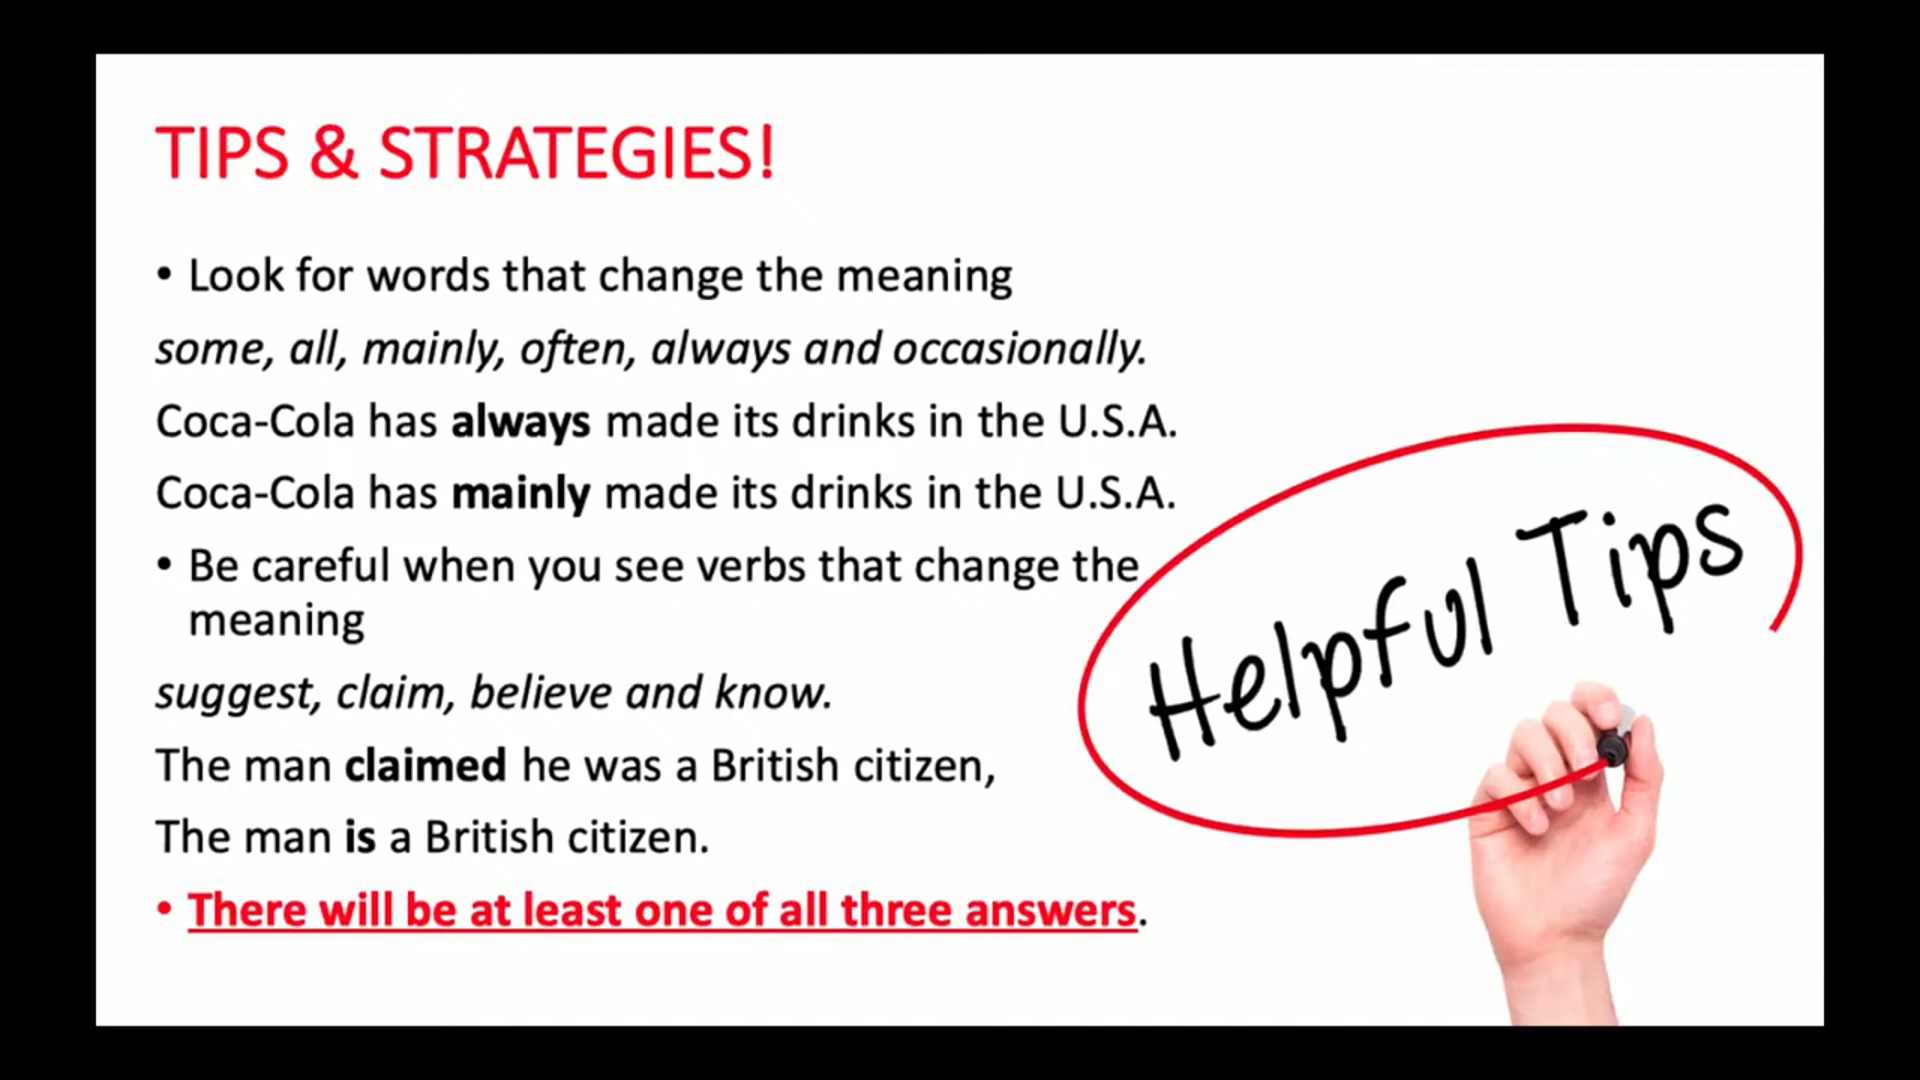 TIPS & STRATEGIES!
• Look for words that change the meaning
some, all, mainly, often, always and occasionally.
Coca-Cola has always made its drinks in the U.S.A.
Coca-Cola has mainly made its drinks in the U.S.A.
• Be careful when you see verbs that change the
meaning
suggest, claim, believe and know.
The man claimed he was a British citizen,
The man is a British citizen.
• There will be at least one of all three answers.
Helpful Tips